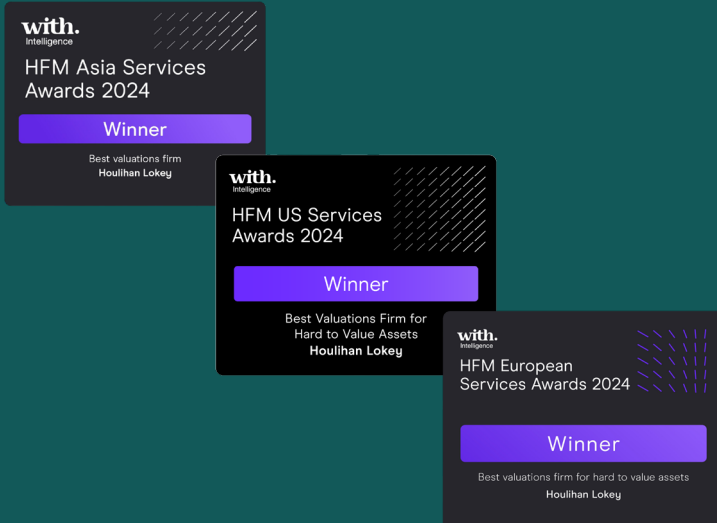 with.
Intelligence
HFM Asia Services
Awards 2024
Winner
Best valuations firm
Houlihan Lokey
with.
Intelligence
HFM US Services
Awards 2024
Winner
Best Valuations Firm for
Hard to Value Assets
Houlihan Lokey
with.
Intelligence
HFM European
Services Awards 2024
Winner
Best valuations firm for hard to value assets
Houlihan Lokey